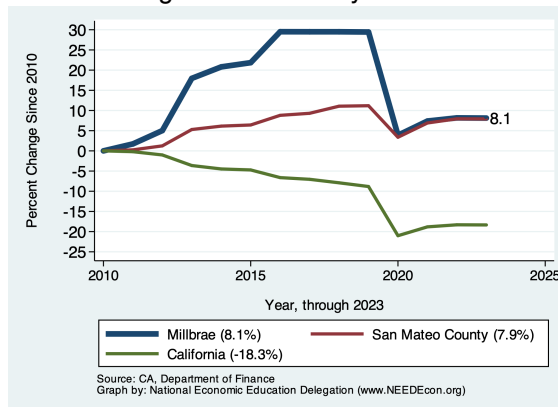 30
25
20
15
10
5
0
-5
-10
-15
-20
-25
Percent Change Since 2010
8.1
2010 2015 2020 2025
Year, through 2023
Millbrae (8.1%) San Mateo County (7.9%)
California (-18.3%)
Source: CA, Department of Finance
Graph by: National Economic Education Delegation (www.NEEDEcon.org)